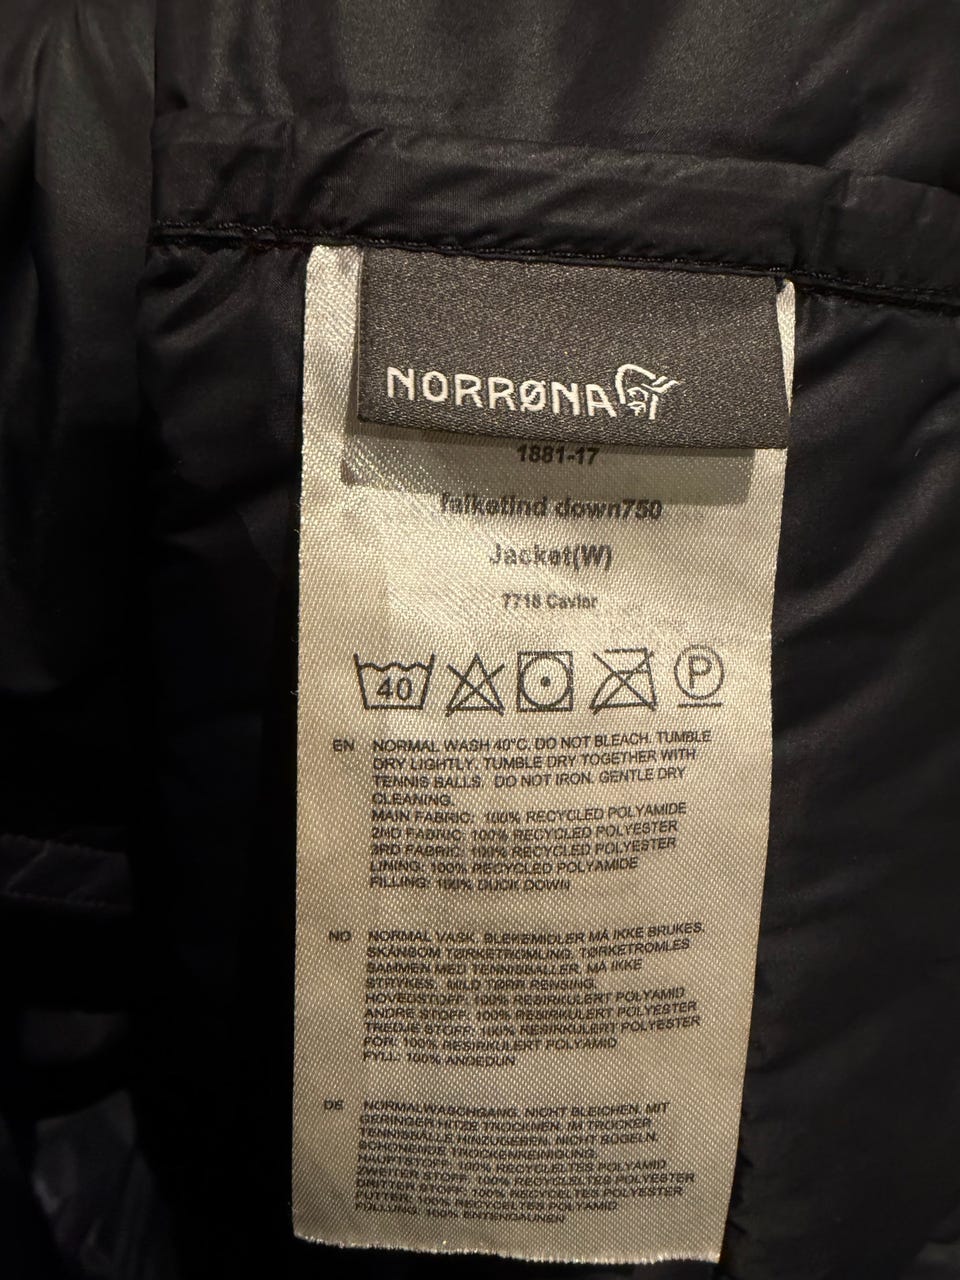 NORRØNA
1881-17
falketind down750
Jacket(W)
7718 Caviar
40
P
EN
NORMAL WASH 40°C. DO NOT BLEACH. TUMBLE
DRY LIGHTLY. TUMBLE DRY TOGETHER WITH
TENNIS BALLS. DO NOT IRON. GENTLE DRY
CLEANING.
MAIN FABRIC: 100% RECYCLED POLYAMIDE
2ND FABRIC: 100% RECYCLED POLYESTER
3RD FABRIC: 100% RECYCLED POLYESTER
LINING: 100% RECYCLED POLYAMIDE
FILLING: 100% DUCK DOWN
NO
NORMAL VASK. BLEKEMIDLER MÅ IKKE BRUKES.
SKÅNSOM TØRKETROMLING. TØRKETROMLES
SAMMEN MED TENNISBALLER. MÅ IKKE
STRYKES. MILD TØRR RENSING.
HOVEDSTOFF: 100% RESIRKULERT POLYAMID
ANDRE STOFF: 100% RESIRKULERT POLYESTER
TREDJE STOFF: 100% RESIRKULERT POLYESTER
FOR: 100% RESIRKULERT POLYAMID
FYLL: 100% ANDEDUN
DE
NORMALWASCHGANG. NICHT BLEICHEN. MIT
GERINGER HITZE TROCKNEN. IM TROCKER
TENNISBÄLLE HINZUGEBEN. NICHT BÜGELN.
SCHONENDE TROCKENREINIGUNG.
HAUPTSTOFF: 100% RECYCELTES POLYAMID
ZWEITER STOFF: 100% RECYCELTES POLYESTER
DRITTER STOFF: 100% RECYCELTES POLYESTER
FUTTER: 100% RECYCELTES POLYAMID
FÜLLUNG: 100% ENTENDAUNEN